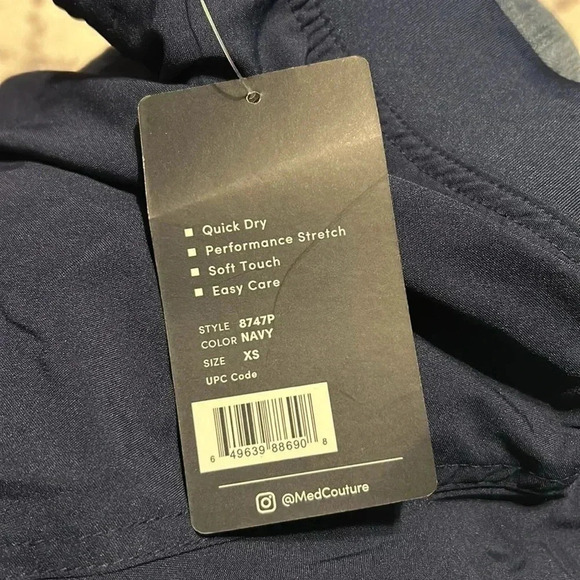 Quick Dry
Performance Stretch
Soft Touch
Easy Care
STYLE 8747P
COLOR NAVY
SIZE XS
UPC Code
6 49639 88690 8
@MedCouture